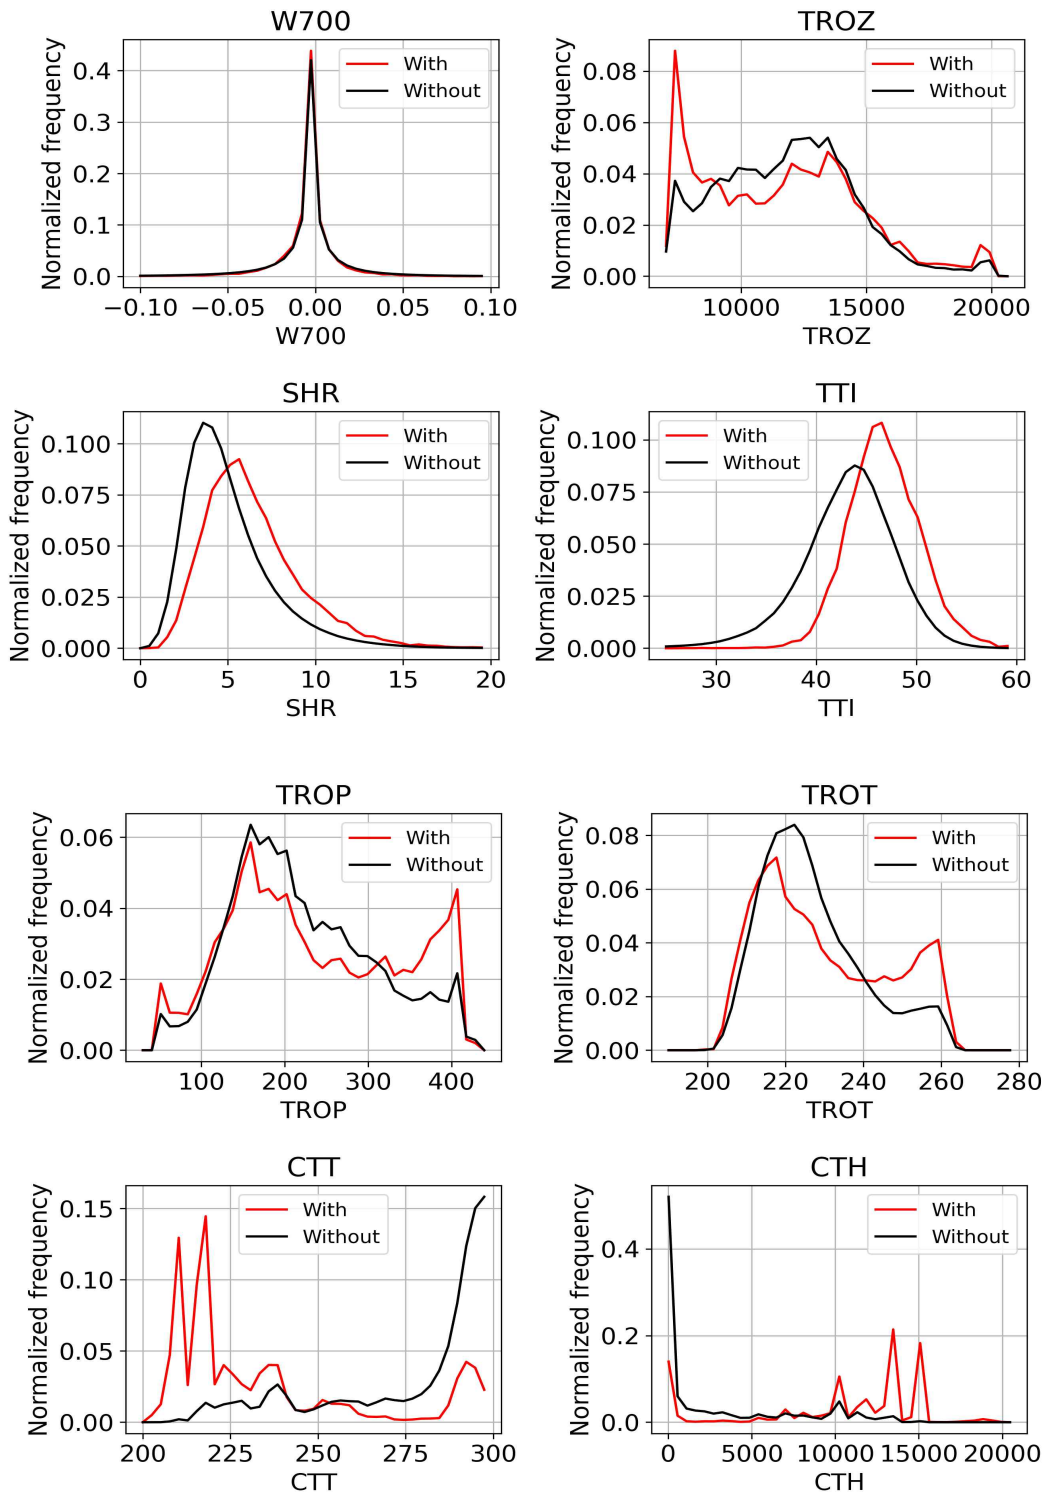 W700
Normalized frequency
0.4
0.3
0.2
0.1
0.0
With
Without
−0.10 −0.05 0.00 0.05 0.10
W700
TROZ
Normalized frequency
0.08
0.06
0.04
0.02
0.00
With
Without
10000 15000 20000
TROZ
SHR
Normalized frequency
0.100
0.075
0.050
0.025
0.000
With
Without
0 5 10 15 20
SHR
TTI
Normalized frequency
0.100
0.075
0.050
0.025
0.000
With
Without
30 40 50 60
TTI
TROP
Normalized frequency
0.06
0.04
0.02
0.00
With
Without
100 200 300 400
TROP
TROT
Normalized frequency
0.08
0.06
0.04
0.02
0.00
With
Without
200 220 240 260 280
TROT
CTT
Normalized frequency
0.15
0.10
0.05
0.00
With
Without
200 225 250 275 300
CTT
CTH
Normalized frequency
0.4
0.2
0.0
With
Without
0 5000 10000 15000 20000
CTH